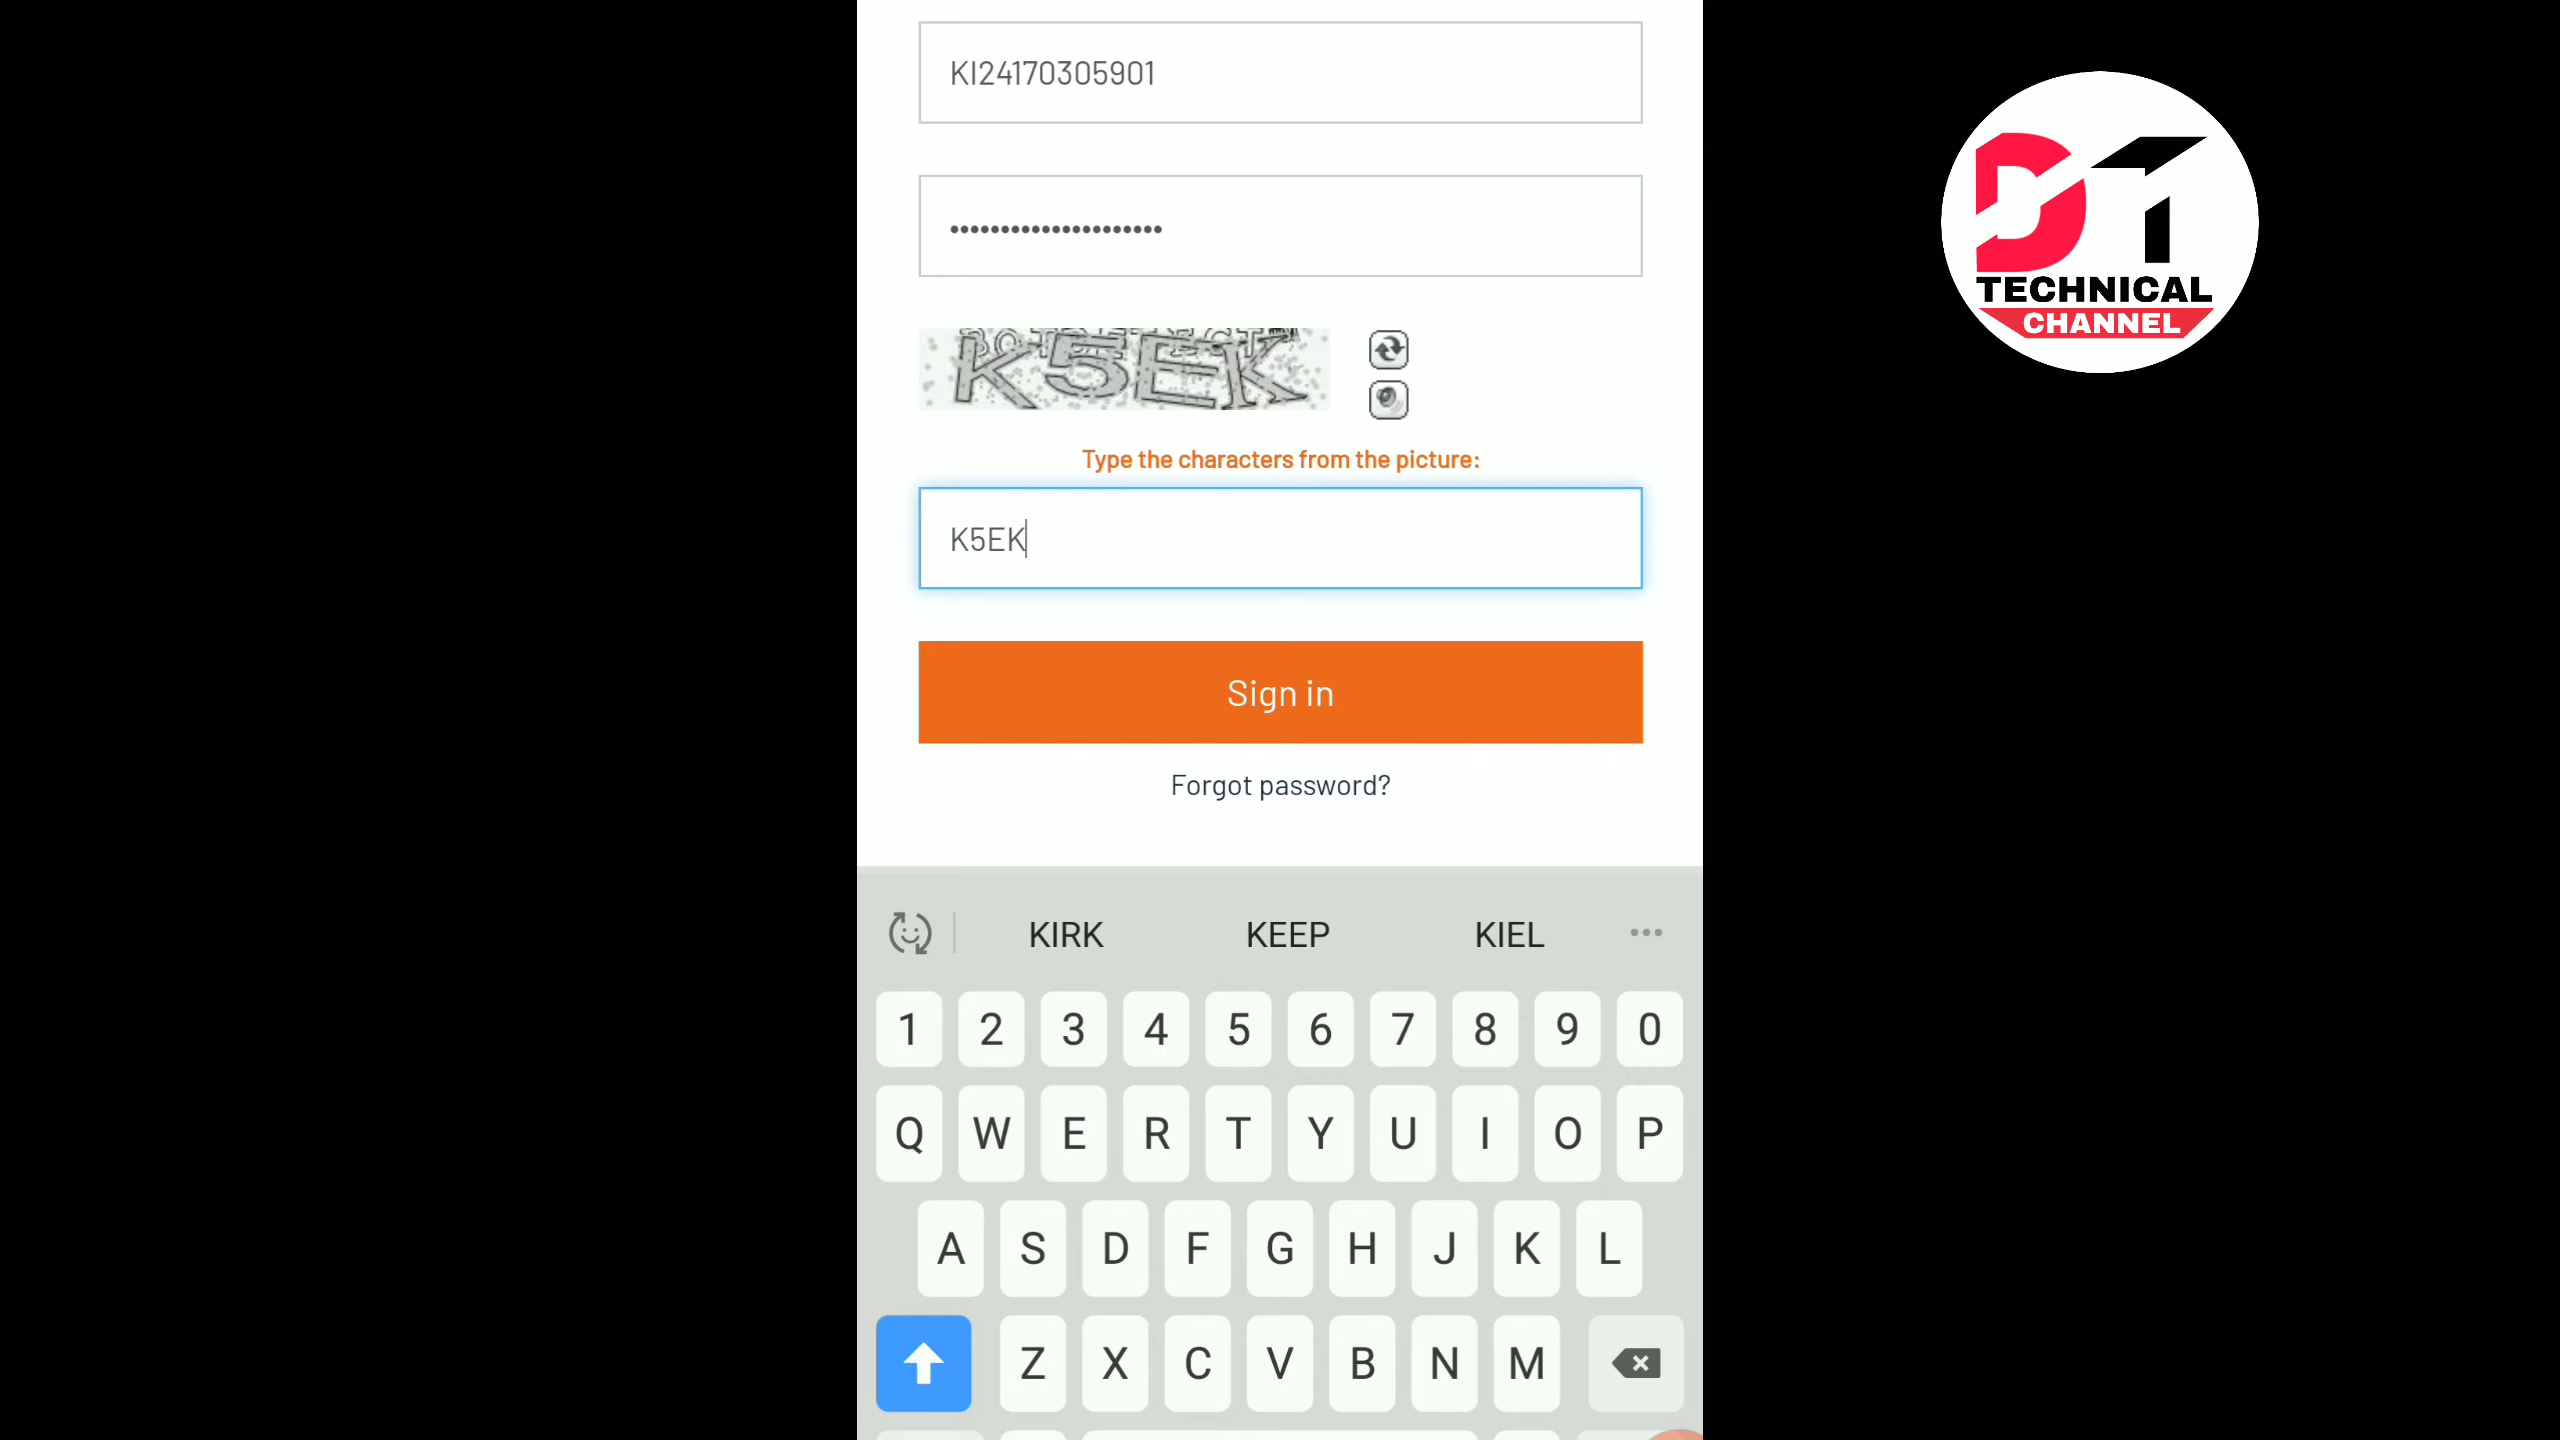 KI24170305901
•••••••••••••••••••••
K5EK
Type the characters from the picture:
K5EK
Sign in
Forgot password?
KIRK KEEP KIEL
1 2 3 4 5 6 7 8 9 0
Q W E R T Y U I O P
A S D F G H J K L
Z X C V B N M
DT
TECHNICAL
CHANNEL